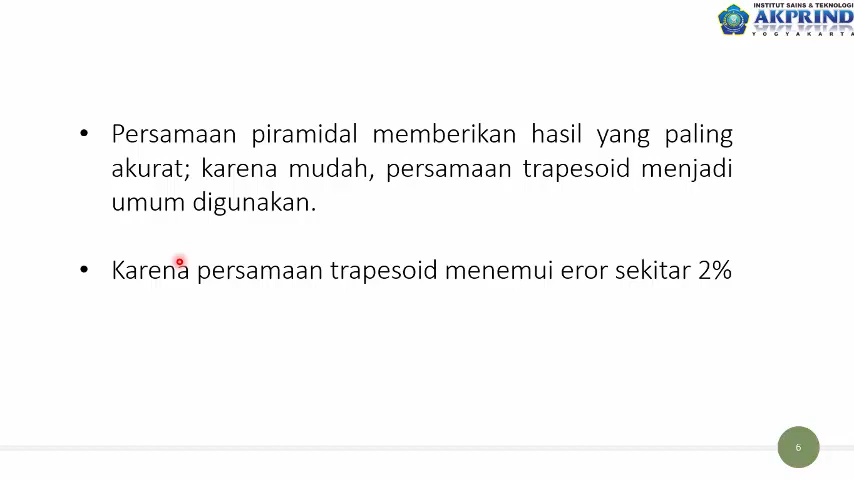 INSTITUT SAINS & TEKNOLOGI
AKPRIND
YOGYAKARTA
• Persamaan piramidal memberikan hasil yang paling
akurat; karena mudah, persamaan trapesoid menjadi
umum digunakan.
• Karena persamaan trapesoid menemui eror sekitar 2%
6